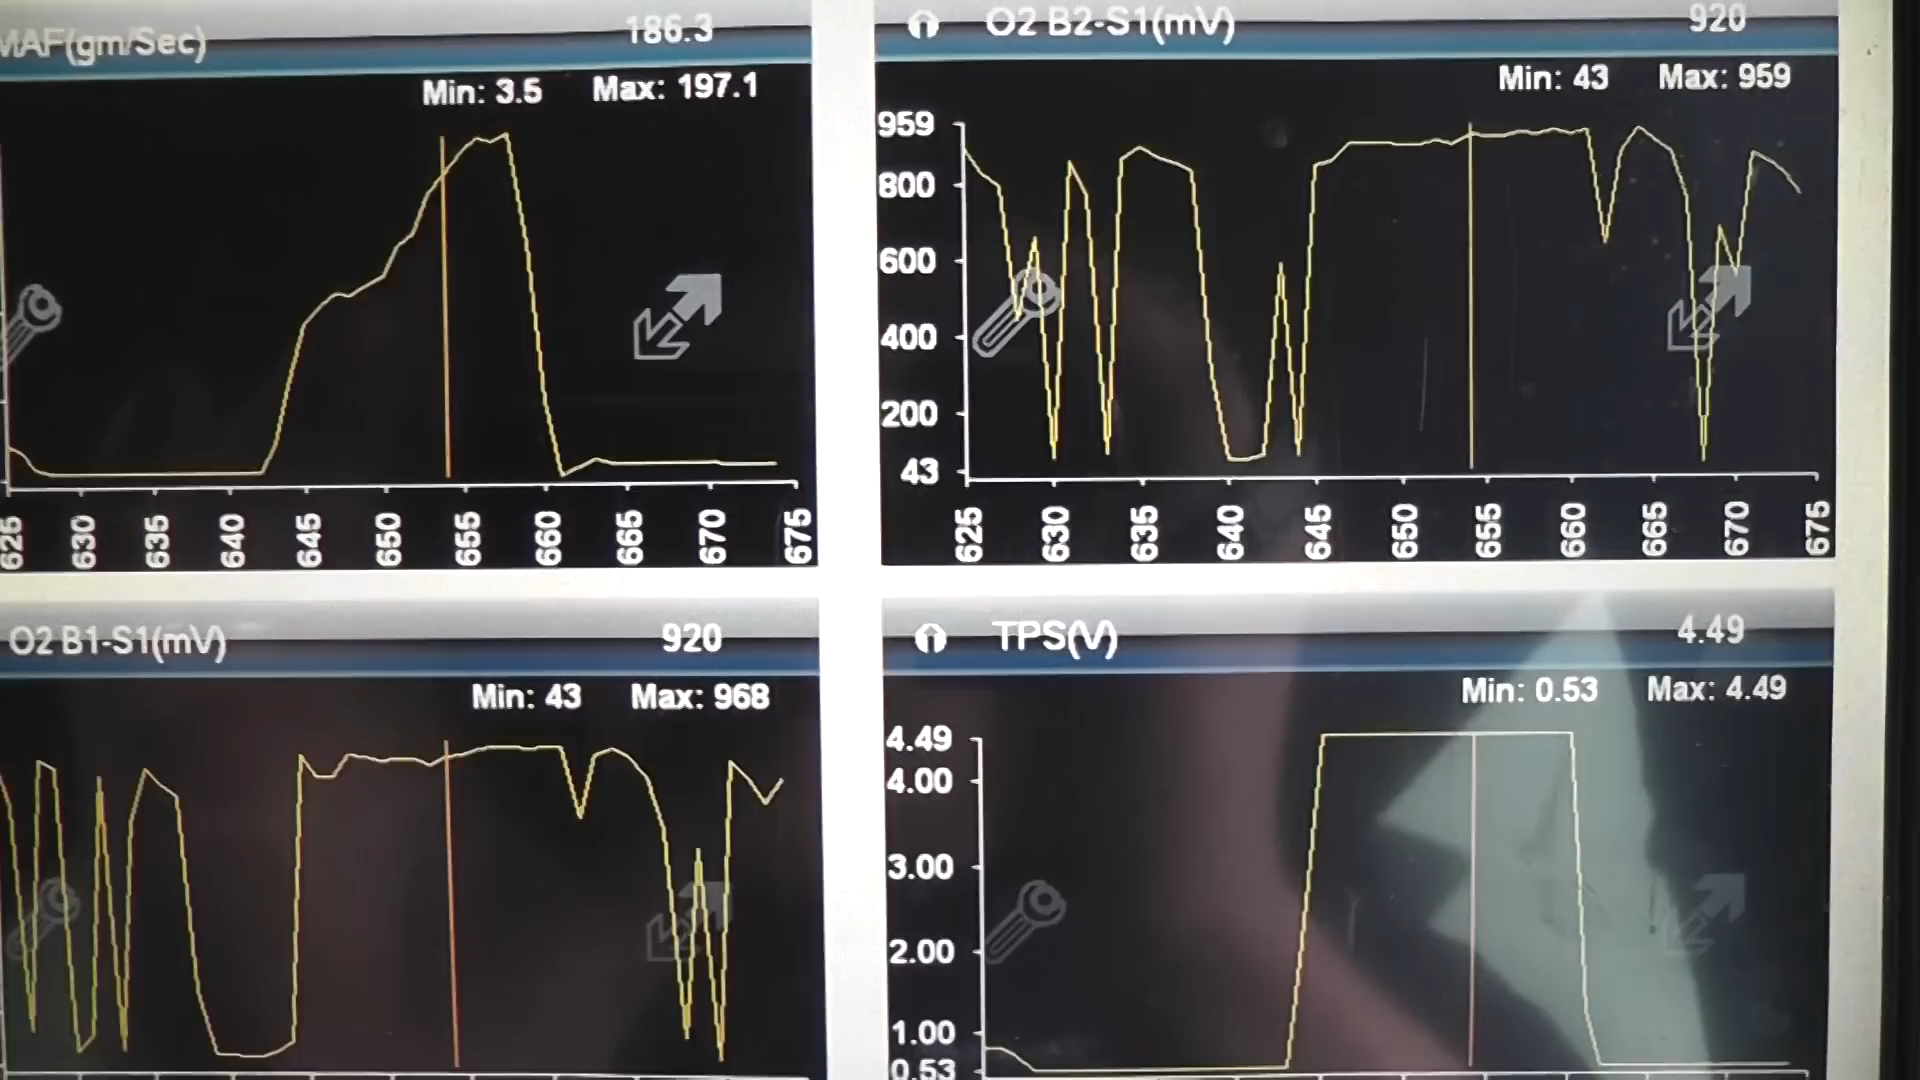 MAF(gm/Sec) 186.3
Min: 3.5 Max: 197.1
625 630 635 640 645 650 655 660 665 670 675
O2 B2-S1(mV) 920
Min: 43 Max: 959
959
800
600
400
200
43
625 630 635 640 645 650 655 660 665 670 675
O2 B1-S1(mV) 920
Min: 43 Max: 968
TPS(V) 4.49
Min: 0.53 Max: 4.49
4.49
4.00
3.00
2.00
1.00
0.53